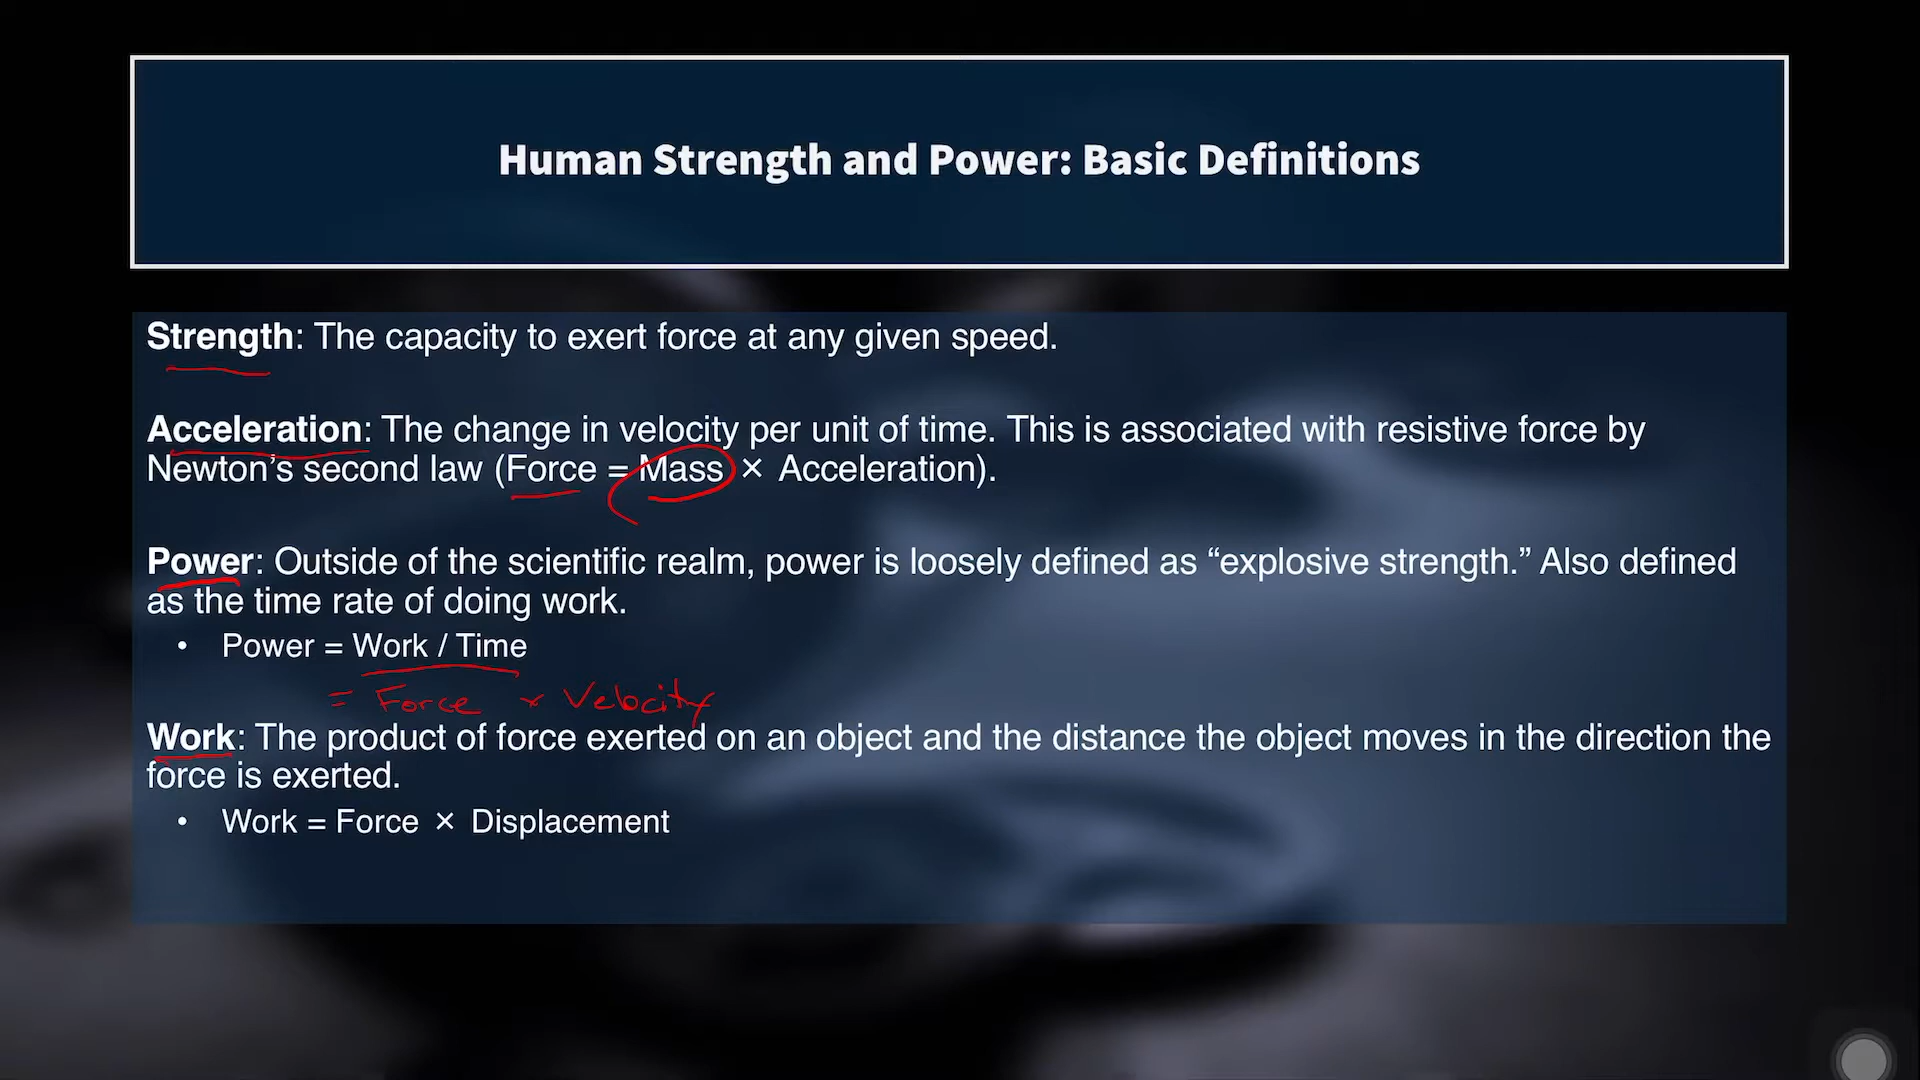 Human Strength and Power: Basic Definitions
Strength: The capacity to exert force at any given speed.
Acceleration: The change in velocity per unit of time. This is associated with resistive force by
Newton’s second law (Force = Mass × Acceleration).
Power: Outside of the scientific realm, power is loosely defined as “explosive strength.” Also defined
as the time rate of doing work.
• Power = Work / Time
= Force × Velocity
Work: The product of force exerted on an object and the distance the object moves in the direction the
force is exerted.
• Work = Force × Displacement